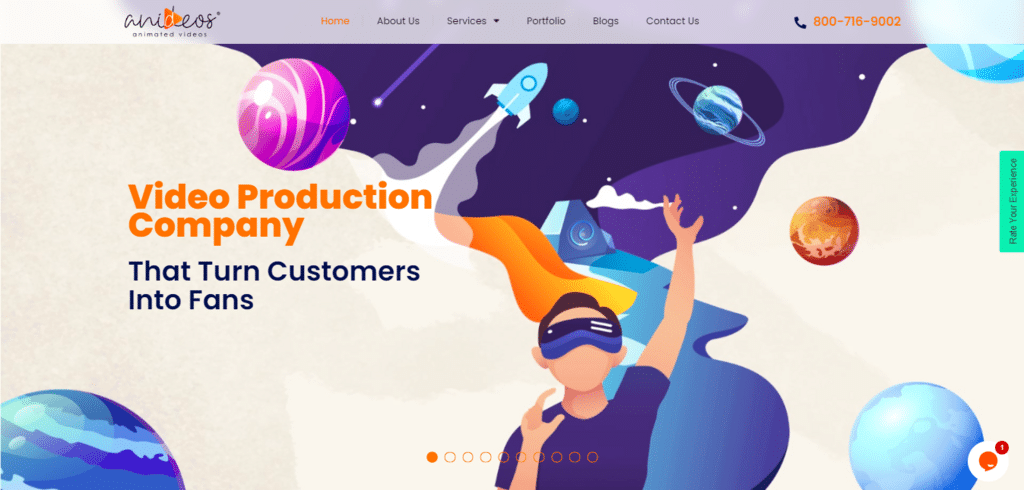 anideos®
animated videos
Home
About Us
Services
Portfolio
Blogs
Contact Us
800-716-9002
Video Production
Company
That Turn Customers
Into Fans
Rate Your Experience
1